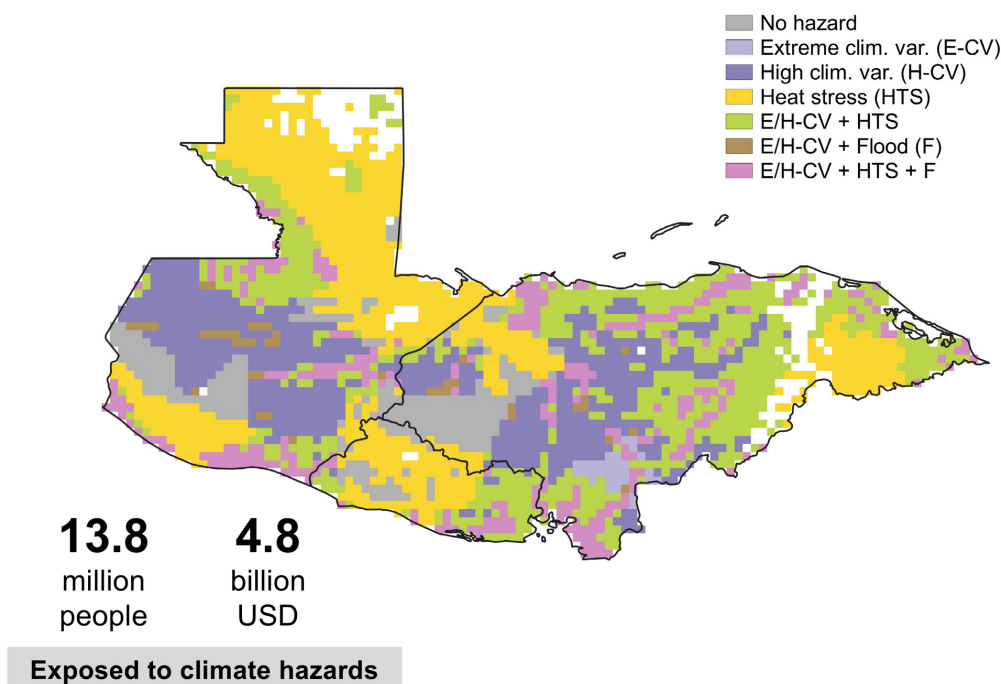 No hazard
Extreme clim. var. (E-CV)
High clim. var. (H-CV)
Heat stress (HTS)
E/H-CV + HTS
E/H-CV + Flood (F)
E/H-CV + HTS + F
13.8
million
people
4.8
billion
USD
Exposed to climate hazards